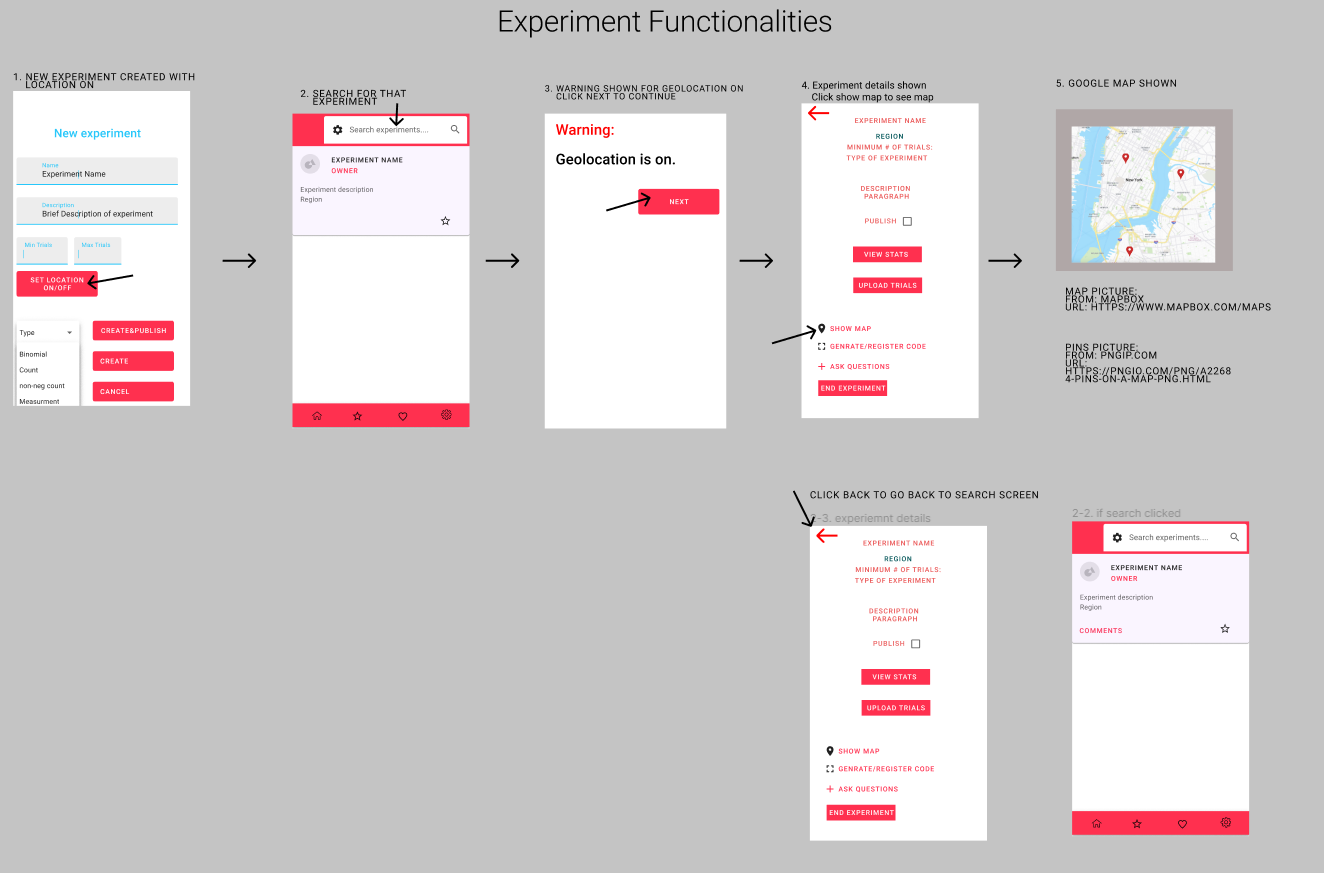 Experiment Functionalities
1. NEW EXPERIMENT CREATED WITH
LOCATION ON
New experiment
Name
Experiment Name
Description
Brief Description of experiment
Min Trials
Max Trials
SET LOCATION
ON/OFF
Type
Binomial
Count
non-neg count
Measurment
CREATE&PUBLISH
CREATE
CANCEL
2. SEARCH FOR THAT
EXPERIMENT
Search experiments....
EXPERIMENT NAME
OWNER
Experiment description
Region
3. WARNING SHOWN FOR GEOLOCATION ON
CLICK NEXT TO CONTINUE
Warning:
Geolocation is on.
NEXT
4. Experiment details shown
Click show map to see map
EXPERIMENT NAME
REGION
MINIMUM # OF TRIALS:
TYPE OF EXPERIMENT
DESCRIPTION
PARAGRAPH
PUBLISH
VIEW STATS
UPLOAD TRIALS
SHOW MAP
GENRATE/REGISTER CODE
ASK QUESTIONS
END EXPERIMENT
5. GOOGLE MAP SHOWN
New York
MAP PICTURE:
FROM: MAPBOX
URL: HTTPS://WWW.MAPBOX.COM/MAPS
PINS PICTURE:
FROM: PNGIP.COM
URL:
HTTPS://PNGIO.COM/PNG/A2268
4-PINS-ON-A-MAP-PNG.HTML
CLICK BACK TO GO BACK TO SEARCH SCREEN
2-3. experiemnt details
EXPERIMENT NAME
REGION
MINIMUM # OF TRIALS:
TYPE OF EXPERIMENT
DESCRIPTION
PARAGRAPH
PUBLISH
VIEW STATS
UPLOAD TRIALS
SHOW MAP
GENRATE/REGISTER CODE
ASK QUESTIONS
END EXPERIMENT
2-2. if search clicked
Search experiments....
EXPERIMENT NAME
OWNER
Experiment description
Region
COMMENTS